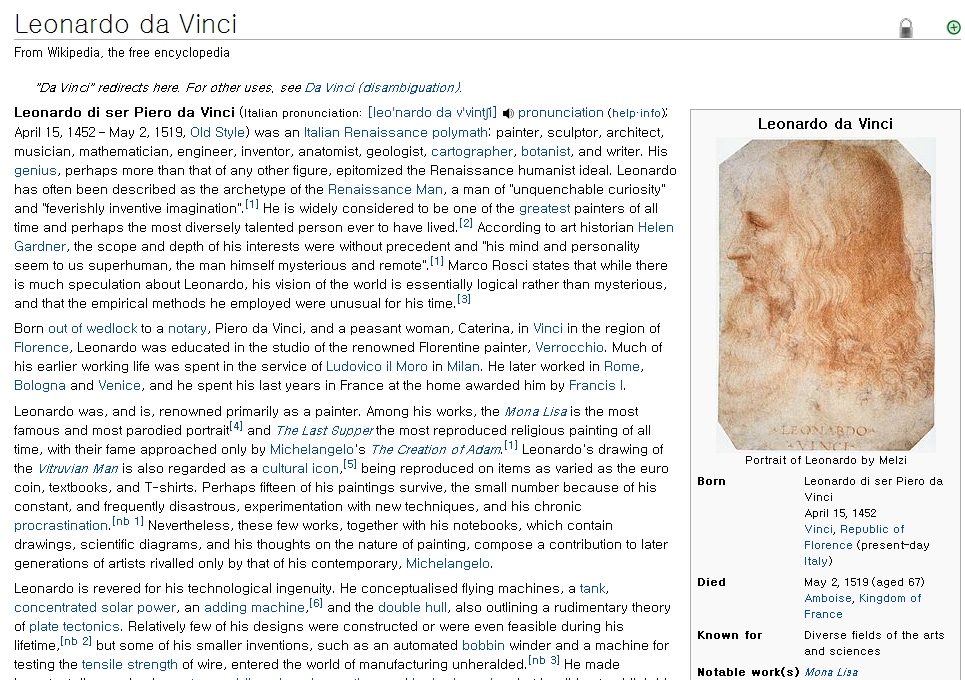 Leonardo da Vinci
From Wikipedia, the free encyclopedia
"Da Vinci" redirects here. For other uses, see Da Vinci (disambiguation).
Leonardo di ser Piero da Vinci (Italian pronunciation: [leoˈnardo da vˈvintʃi] pronunciation (help·info);
April 15, 1452 – May 2, 1519, Old Style) was an Italian Renaissance polymath: painter, sculptor, architect,
musician, mathematician, engineer, inventor, anatomist, geologist, cartographer, botanist, and writer. His
genius, perhaps more than that of any other figure, epitomized the Renaissance humanist ideal. Leonardo
has often been described as the archetype of the Renaissance Man, a man of "unquenchable curiosity"
and "feverishly inventive imagination".[1] He is widely considered to be one of the greatest painters of all
time and perhaps the most diversely talented person ever to have lived.[2] According to art historian Helen
Gardner, the scope and depth of his interests were without precedent and "his mind and personality
seem to us superhuman, the man himself mysterious and remote".[1] Marco Rosci states that while there
is much speculation about Leonardo, his vision of the world is essentially logical rather than mysterious,
and that the empirical methods he employed were unusual for his time.[3]
Born out of wedlock to a notary, Piero da Vinci, and a peasant woman, Caterina, in Vinci in the region of
Florence, Leonardo was educated in the studio of the renowned Florentine painter, Verrocchio. Much of
his earlier working life was spent in the service of Ludovico il Moro in Milan. He later worked in Rome,
Bologna and Venice, and he spent his last years in France at the home awarded him by Francis I.
Leonardo was, and is, renowned primarily as a painter. Among his works, the Mona Lisa is the most
famous and most parodied portrait[4] and The Last Supper the most reproduced religious painting of all
time, with their fame approached only by Michelangelo's The Creation of Adam.[1] Leonardo's drawing of
the Vitruvian Man is also regarded as a cultural icon,[5] being reproduced on items as varied as the euro
coin, textbooks, and T-shirts. Perhaps fifteen of his paintings survive, the small number because of his
constant, and frequently disastrous, experimentation with new techniques, and his chronic
procrastination.[nb 1] Nevertheless, these few works, together with his notebooks, which contain
drawings, scientific diagrams, and his thoughts on the nature of painting, compose a contribution to later
generations of artists rivalled only by that of his contemporary, Michelangelo.
Leonardo is revered for his technological ingenuity. He conceptualised flying machines, a tank,
concentrated solar power, an adding machine,[6] and the double hull, also outlining a rudimentary theory
of plate tectonics. Relatively few of his designs were constructed or were even feasible during his
lifetime,[nb 2] but some of his smaller inventions, such as an automated bobbin winder and a machine for
testing the tensile strength of wire, entered the world of manufacturing unheralded.[nb 3] He made
Leonardo da Vinci
LEONARDO
VINCI
Portrait of Leonardo by Melzi
Born Leonardo di ser Piero da
Vinci
April 15, 1452
Vinci, Republic of
Florence (present-day
Italy)
Died May 2, 1519 (aged 67)
Amboise, Kingdom of
France
Known for Diverse fields of the arts
and sciences
Notable work(s) Mona Lisa